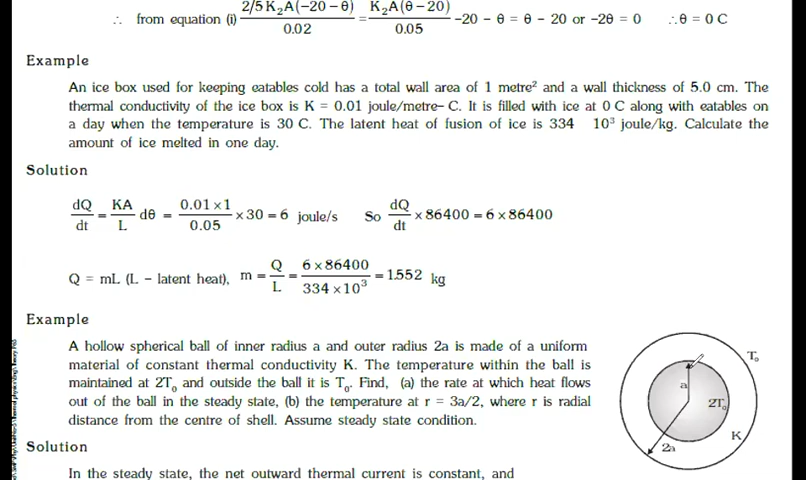 ∴ from equation (i) 2/5 K₂A(−20 − θ) / 0.02 = K₂A(θ − 20) / 0.05 −20 − θ = θ − 20 or −2θ = 0 ∴ θ = 0 C
Example
An ice box used for keeping eatables cold has a total wall area of 1 metre² and a wall thickness of 5.0 cm. The
thermal conductivity of the ice box is K = 0.01 joule/metre− C. It is filled with ice at 0 C along with eatables on
a day when the temperature is 30 C. The latent heat of fusion of ice is 334 10³ joule/kg. Calculate the
amount of ice melted in one day.
Solution
dQ/dt = KA/L dθ = 0.01 × 1 / 0.05 × 30 = 6 joule/s So dQ/dt × 86400 = 6 × 86400
Q = mL (L − latent heat), m = Q/L = 6 × 86400 / 334 × 10³ = 1.552 kg
Example
A hollow spherical ball of inner radius a and outer radius 2a is made of a uniform
material of constant thermal conductivity K. The temperature within the ball is
maintained at 2T₀ and outside the ball it is T₀. Find, (a) the rate at which heat flows
out of the ball in the steady state, (b) the temperature at r = 3a/2, where r is radial
distance from the centre of shell. Assume steady state condition.
T₀
a
2T₀
K
2a
Solution
In the steady state, the net outward thermal current is constant, and